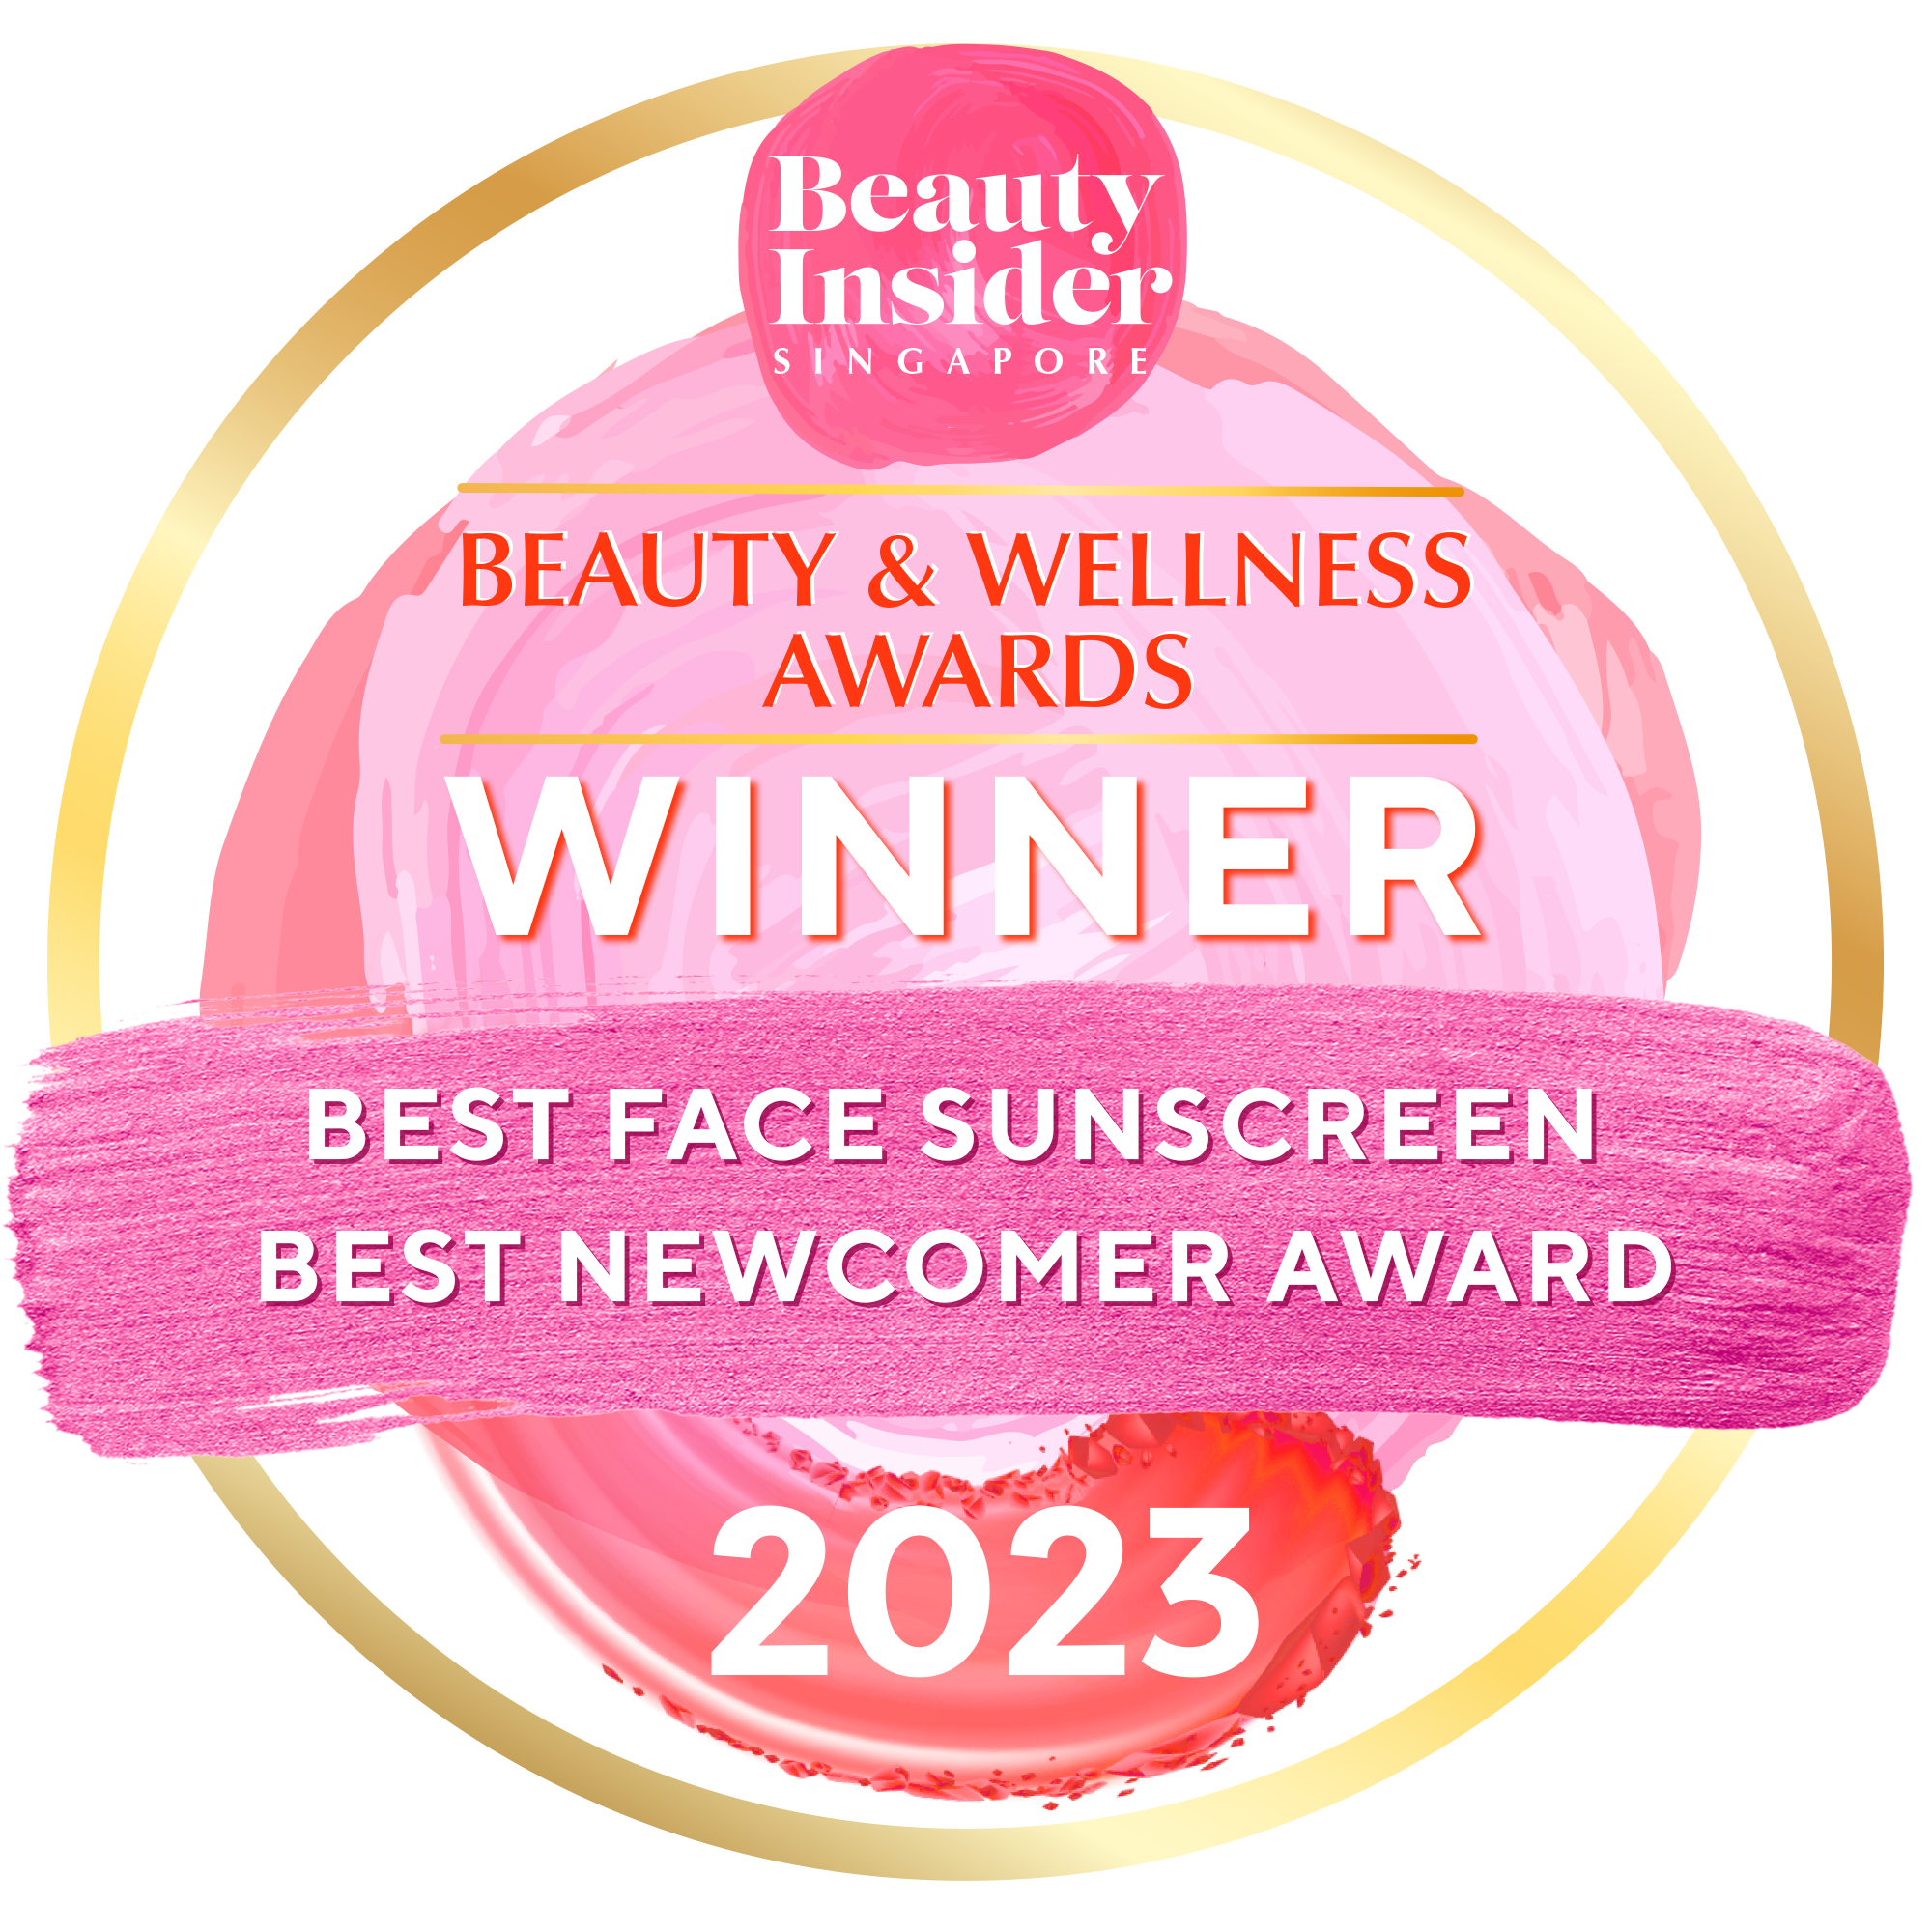 Beauty
Insider
SINGAPORE
BEAUTY & WELLNESS
AWARDS
WINNER
BEST FACE SUNSCREEN
BEST NEWCOMER AWARD
2023